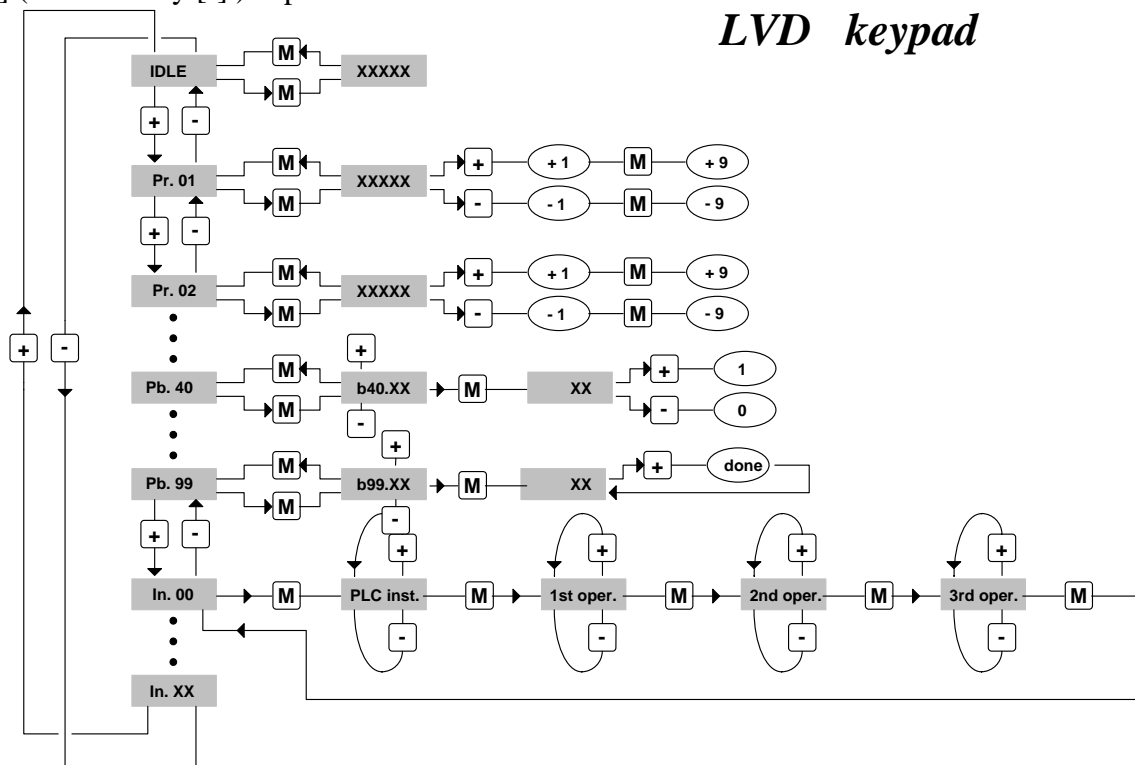 LVD keypad
IDLE M XXXXX
M
+ -
Pr. 01 M XXXXX + + 1 M + 9
M - - 1 M - 9
+ -
Pr. 02 M XXXXX + + 1 M + 9
M - - 1 M - 9
+ -
+
Pb. 40 M b40.XX M XX + 1
M - 0
-
+
Pb. 99 M b99.XX M XX + done
M
-
+ - + + + +
In. 00 M PLC inst. M 1st oper. M 2nd oper. M 3rd oper. M
- - - -
In. XX